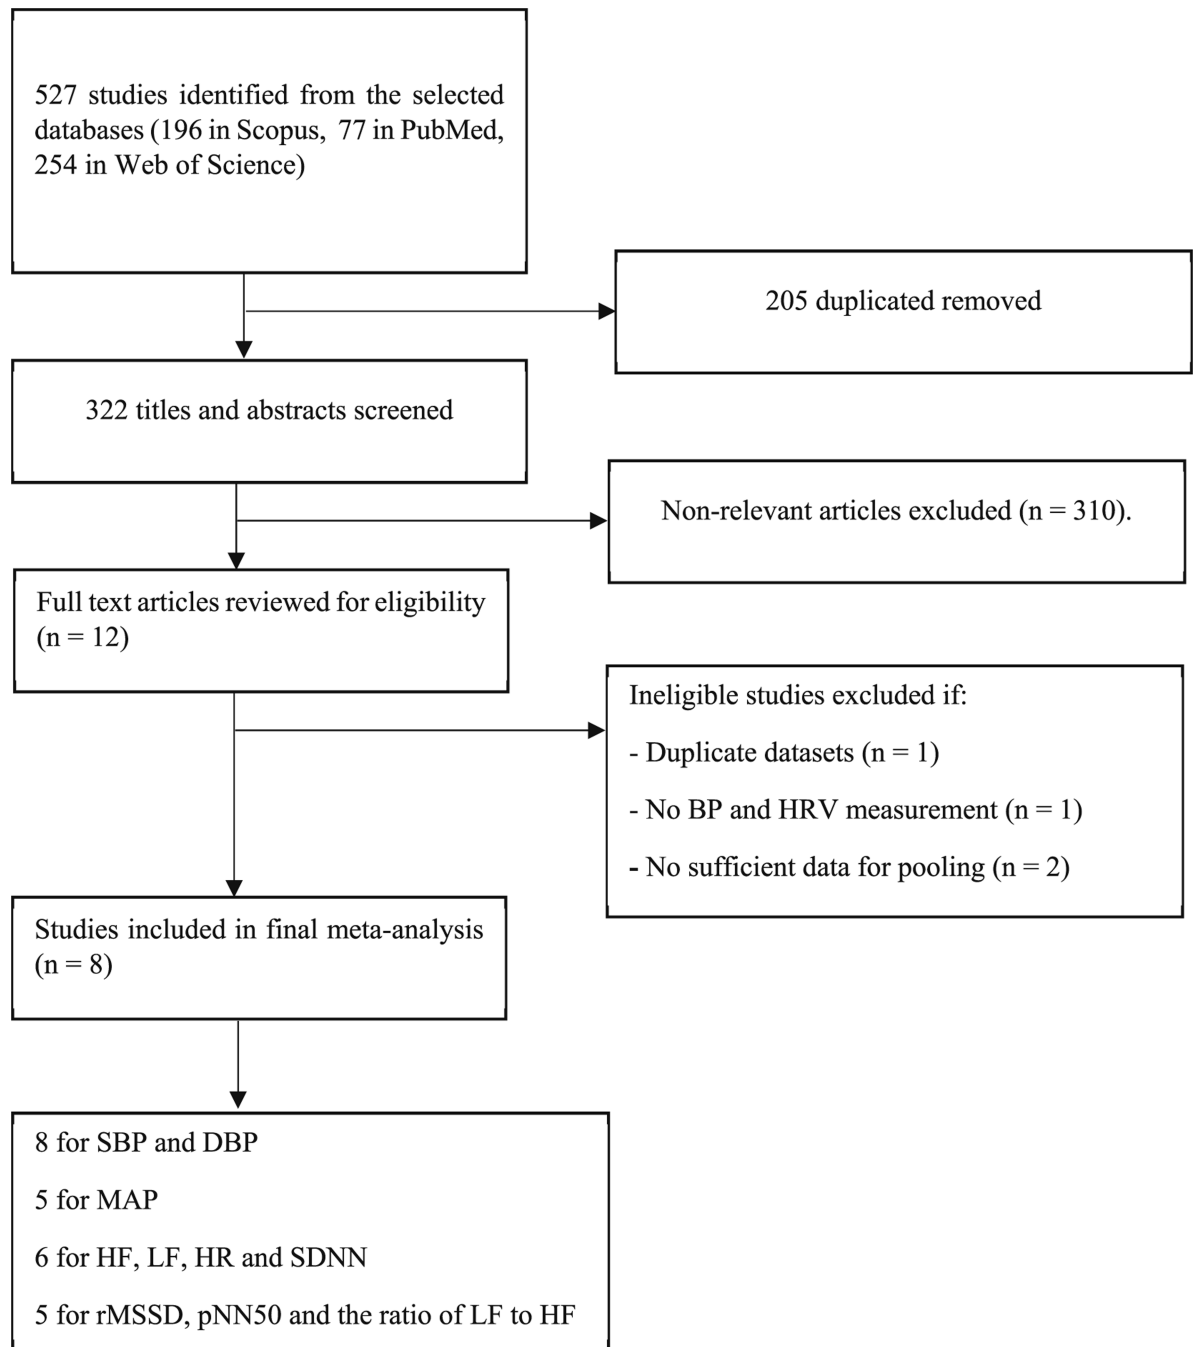 527 studies identified from the selected
databases (196 in Scopus, 77 in PubMed,
254 in Web of Science)
205 duplicated removed
322 titles and abstracts screened
Non-relevant articles excluded (n = 310).
Full text articles reviewed for eligibility
(n = 12)
Ineligible studies excluded if:
- Duplicate datasets (n = 1)
- No BP and HRV measurement (n = 1)
- No sufficient data for pooling (n = 2)
Studies included in final meta-analysis
(n = 8)
8 for SBP and DBP
5 for MAP
6 for HF, LF, HR and SDNN
5 for rMSSD, pNN50 and the ratio of LF to HF